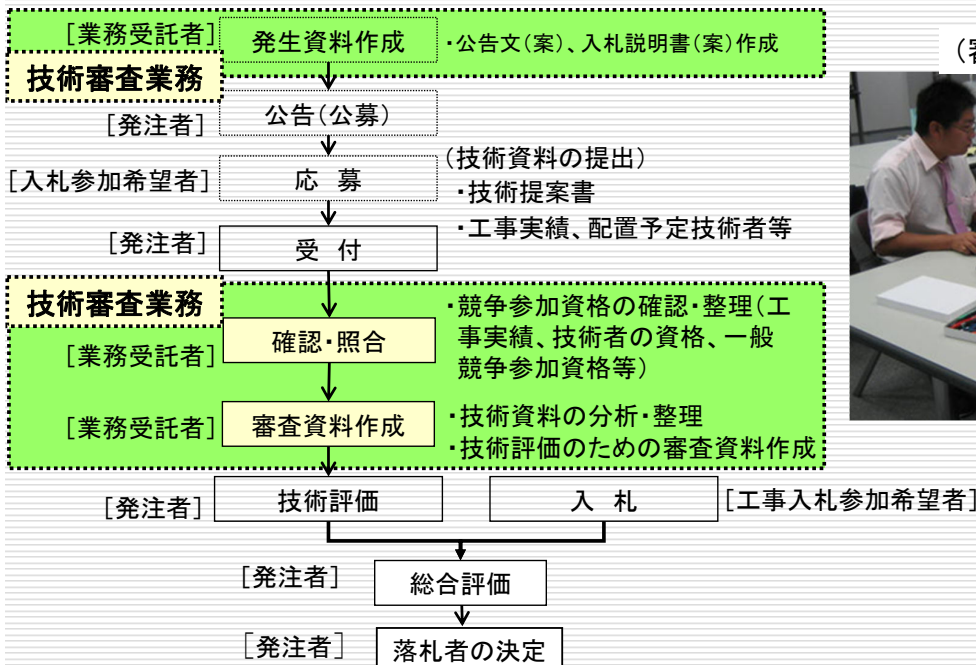 [業務受託者] 発生資料作成 ・公告文(案)、入札説明書(案)作成
技術審査業務
(審
[発注者] 公告(公募)
[入札参加希望者] 応 募
(技術資料の提出)
・技術提案書
・工事実績、配置予定技術者等
[発注者] 受 付
技術審査業務
[業務受託者] 確認・照合
・競争参加資格の確認・整理(工
事実績、技術者の資格、一般
競争参加資格等)
[業務受託者] 審査資料作成
・技術資料の分析・整理
・技術評価のための審査資料作成
[発注者] 技術評価 入 札 [工事入札参加希望者]
[発注者] 総合評価
[発注者] 落札者の決定